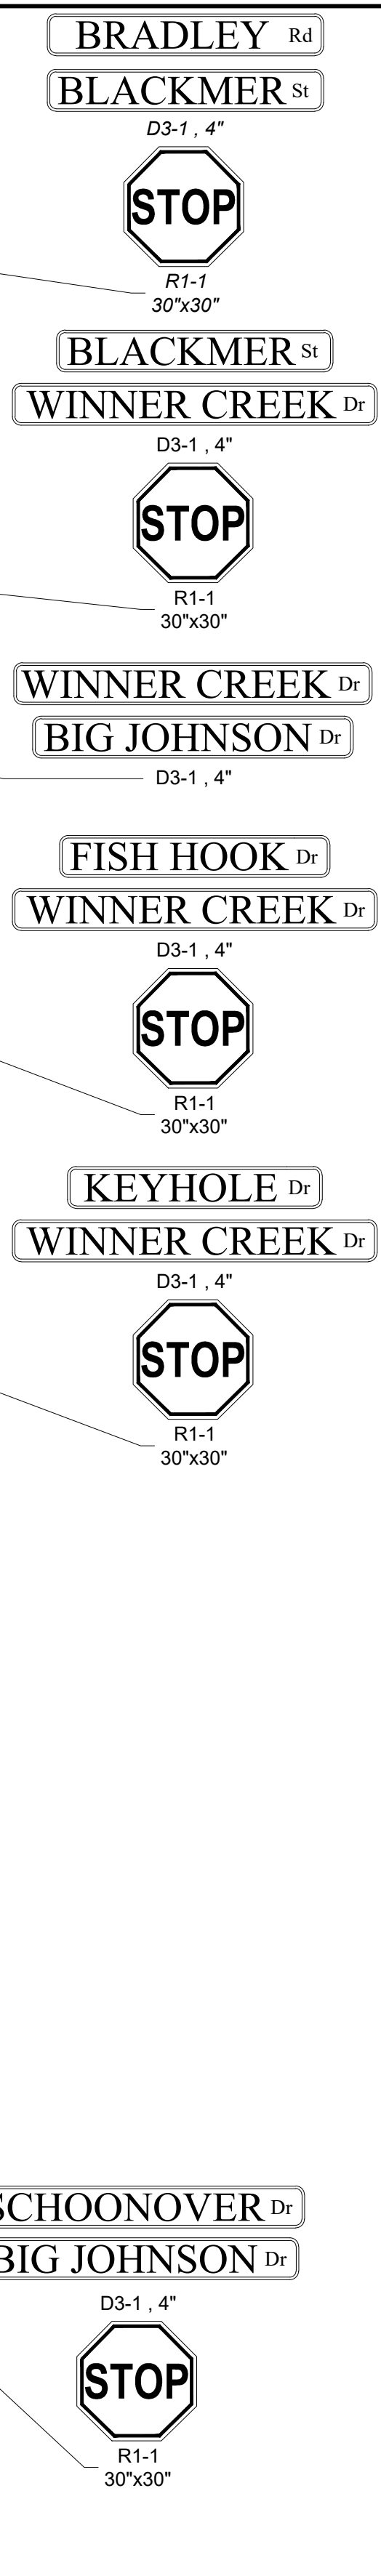 BRADLEY Rd
BLACKMER St
D3-1 , 4"
STOP
R1-1
30"x30"
BLACKMER St
WINNER CREEK Dr
D3-1 , 4"
STOP
R1-1
30"x30"
WINNER CREEK Dr
BIG JOHNSON Dr
D3-1 , 4"
FISH HOOK Dr
WINNER CREEK Dr
D3-1 , 4"
STOP
R1-1
30"x30"
KEYHOLE Dr
WINNER CREEK Dr
D3-1 , 4"
STOP
R1-1
30"x30"
SCHOONOVER Dr
BIG JOHNSON Dr
D3-1 , 4"
STOP
R1-1
30"x30"